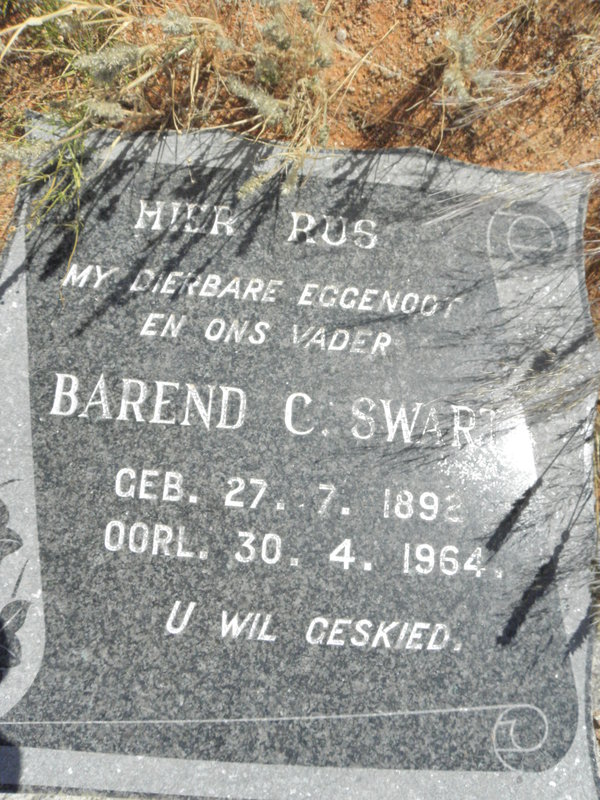 HIER RUS
MY DIERBARE EGGENOOT
EN ONS VADER
BAREND C. SWART
GEB. 27. 7. 1892
OORL. 30. 4. 1964.
U WIL GESKIED.